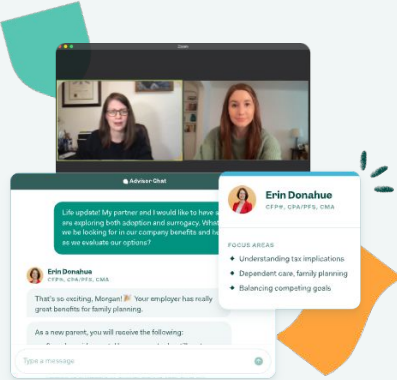 Zoom
Adviser Chat
Life update! My partner and I would like to have a
are exploring both adoption and surrogacy. What
we be looking for in our company benefits and he
as we evaluate our options?
Erin Donahue
CFP®, CPA/PFS, CMA
That's so exciting, Morgan! 🎉 Your employer has really
great benefits for family planning.
As a new parent, you will receive the following:
Type a message
Erin Donahue
CFP®, CPA/PFS, CMA
FOCUS AREAS
Understanding tax implications
Dependent care, family planning
Balancing competing goals